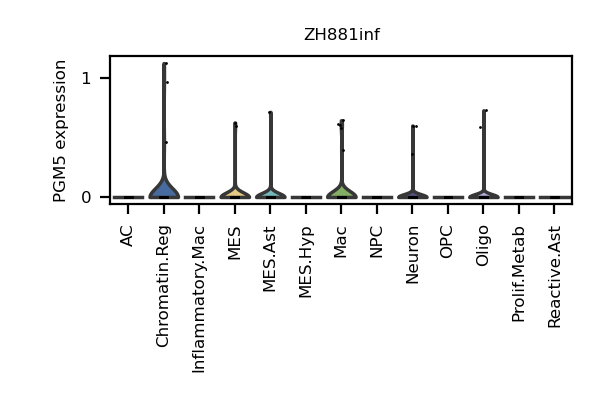 ZH881inf
PGM5 expression
1
0
AC
Chromatin.Reg
Inflammatory.Mac
MES
MES.Ast
MES.Hyp
Mac
NPC
Neuron
OPC
Oligo
Prolif.Metab
Reactive.Ast